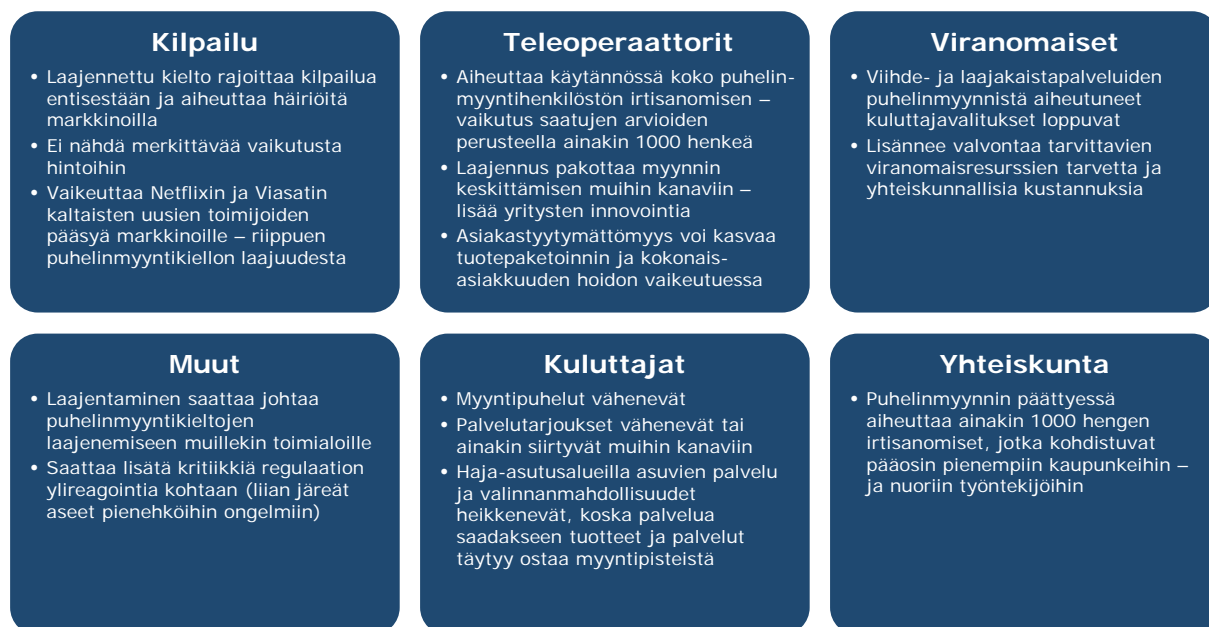 Kilpailu
• Laajennettu kielto rajoittaa kilpailua
entisestään ja aiheuttaa häiriöitä
markkinoilla
• Ei nähdä merkittävää vaikutusta
hintoihin
• Vaikeuttaa Netflixin ja Viasatin
kaltaisten uusien toimijoiden
pääsyä markkinoille – riippuen
puhelinmyyntikiellon laajuudesta
Teleoperaattorit
• Aiheuttaa käytännössä koko puhelin-
myyntihenkilöstön irtisanomisen –
vaikutus saatujen arvioiden
perusteella ainakin 1000 henkeä
• Laajennus pakottaa myynnin
keskittämisen muihin kanaviin –
lisää yritysten innovointia
• Asiakastyytymättömyys voi kasvaa
tuotepaketoinnin ja kokonais-
asiakkuuden hoidon vaikeutuessa
Viranomaiset
• Viihde- ja laajakaistapalveluiden
puhelinmyynnistä aiheutuneet
kuluttajavalitukset loppuvat
• Lisännee valvontaa tarvittavien
viranomaisresurssien tarvetta ja
yhteiskunnallisia kustannuksia
Muut
• Laajentaminen saattaa johtaa
puhelinmyyntikieltojen
laajenemiseen muillekin toimialoille
• Saattaa lisätä kritiikkiä regulaation
ylireagointia kohtaan (liian järeät
aseet pienehköihin ongelmiin)
Kuluttajat
• Myyntipuhelut vähenevät
• Palvelutarjoukset vähenevät tai
ainakin siirtyvät muihin kanaviin
• Haja-asutusalueilla asuvien palvelu
ja valinnanmahdollisuudet
heikkenevät, koska palvelua
saadakseen tuotteet ja palvelut
täytyy ostaa myyntipisteistä
Yhteiskunta
• Puhelinmyynnin päättyessä
aiheuttaa ainakin 1000 hengen
irtisanomiset, jotka kohdistuvat
pääosin pienempiin kaupunkeihin –
ja nuoriin työntekijöihin